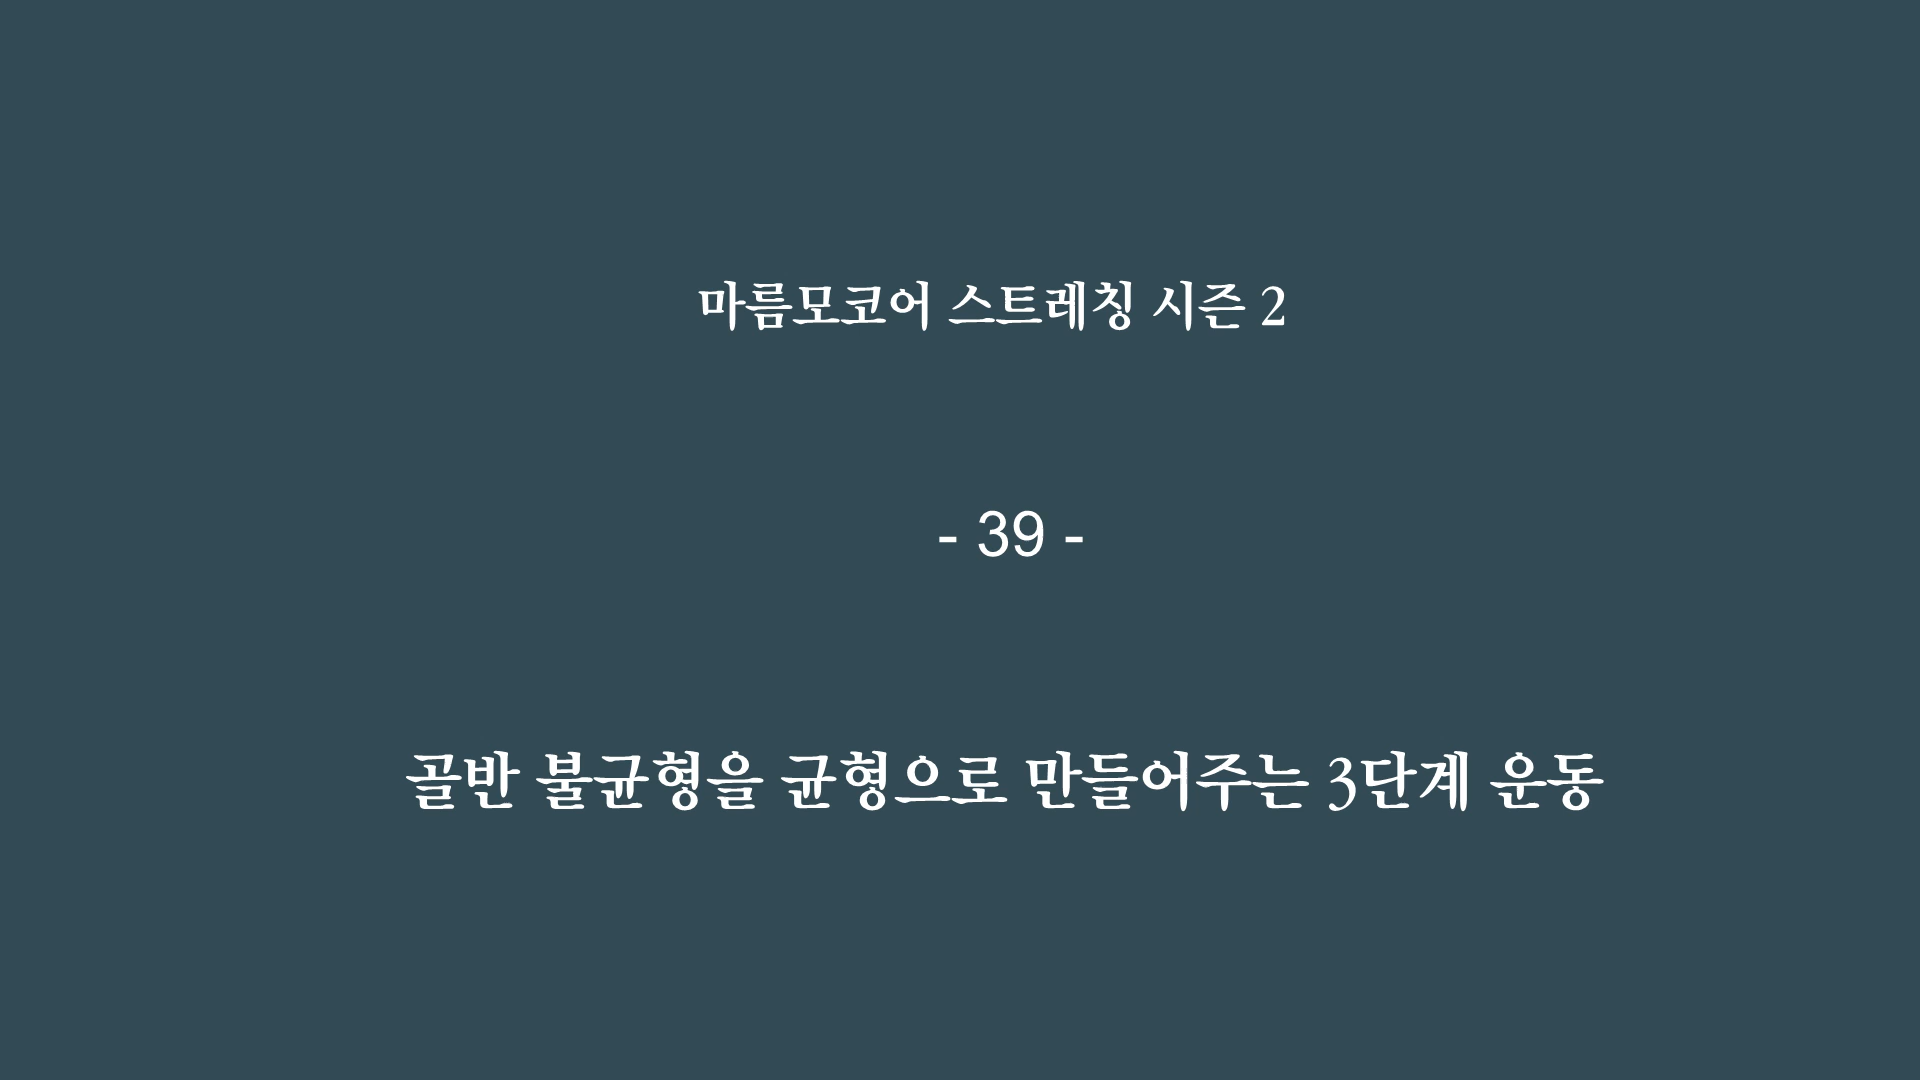 마름모코어 스트레칭 시즌 2
- 39 -
골반 불균형을 균형으로 만들어주는 3단계 운동